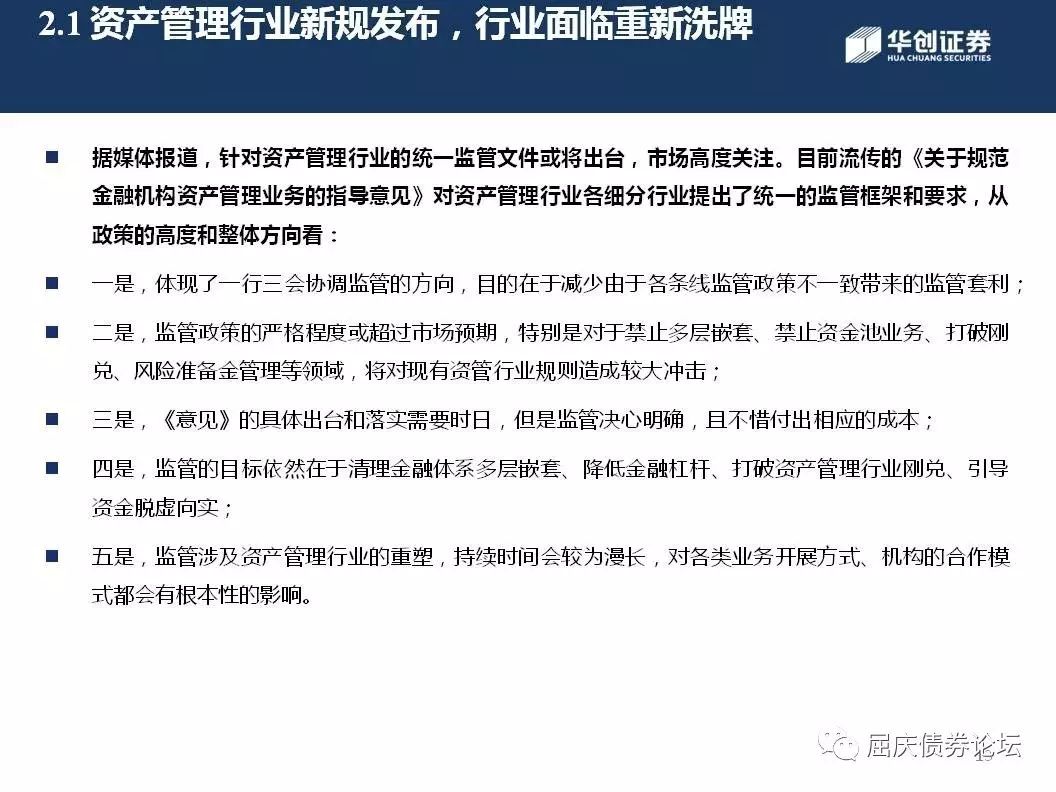 2.1 资产管理行业新规发布，行业面临重新洗牌
华创证券
HUA CHUANG SECURITIES
据媒体报道，针对资产管理行业的统一监管文件或将出台，市场高度关注。目前流传的《关于规范
金融机构资产管理业务的指导意见》对资产管理行业各细分行业提出了统一的监管框架和要求，从
政策的高度和整体方向看：
一是，体现了一行三会协调监管的方向，目的在于减少由于各条线监管政策不一致带来的监管套利；
二是，监管政策的严格程度或超过市场预期，特别是对于禁止多层嵌套、禁止资金池业务、打破刚
兑、风险准备金管理等领域，将对现有资管行业规则造成较大冲击；
三是，《意见》的具体出台和落实需要时日，但是监管决心明确，且不惜付出相应的成本；
四是，监管的目标依然在于清理金融体系多层嵌套、降低金融杠杆、打破资产管理行业刚兑、引导
资金脱虚向实；
五是，监管涉及资产管理行业的重塑，持续时间会较为漫长，对各类业务开展方式、机构的合作模
式都会有根本性的影响。
屈庆债券论坛